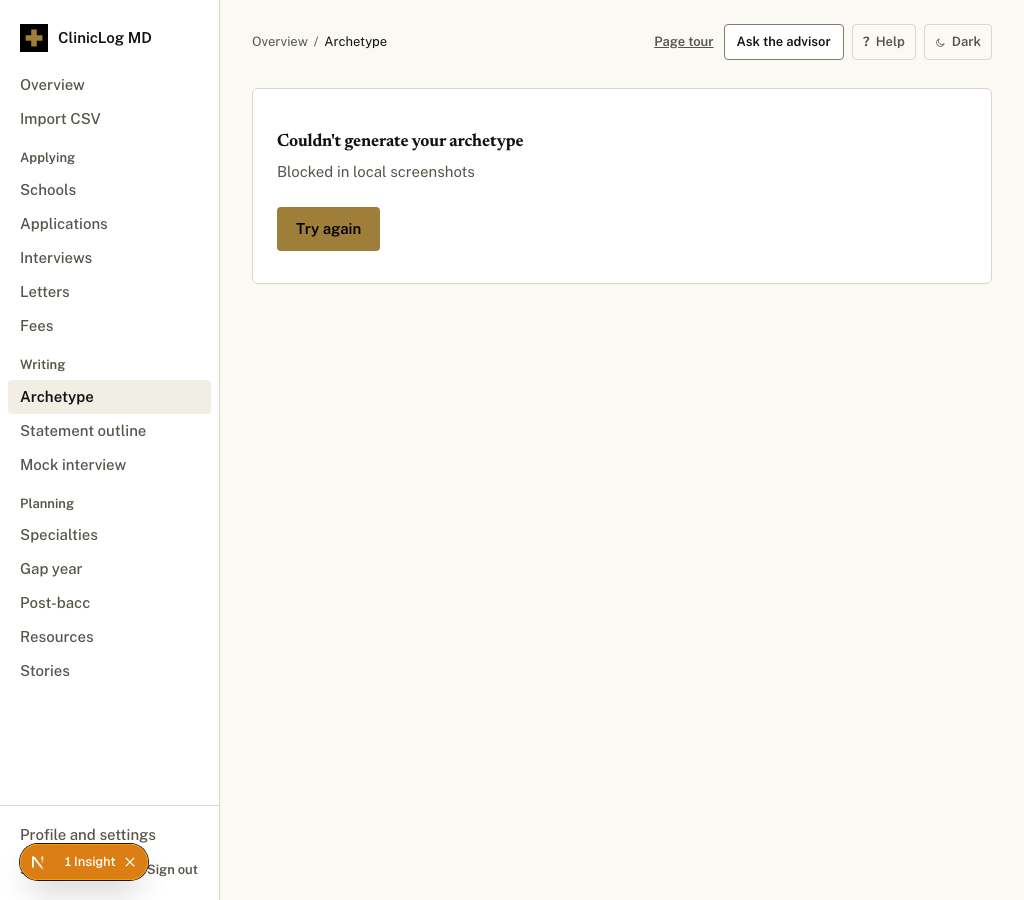 ClinicLog MD
Overview
Import CSV
Applying
Schools
Applications
Interviews
Letters
Fees
Writing
Archetype
Statement outline
Mock interview
Planning
Specialties
Gap year
Post-bacc
Resources
Stories
Profile and settings
1 Insight
Sign out
Overview / Archetype
Page tour
Ask the advisor
? Help
Dark
Couldn't generate your archetype
Blocked in local screenshots
Try again